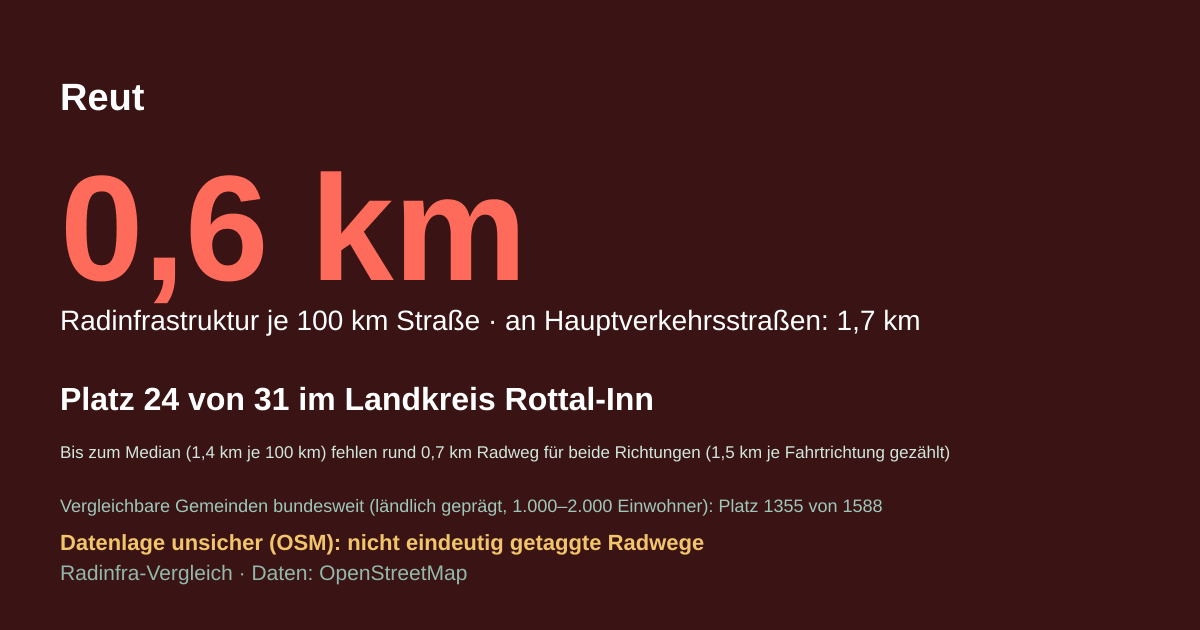 Reut
0,6 km
Radinfrastruktur je 100 km Straße · an Hauptverkehrsstraßen: 1,7 km
Platz 24 von 31 im Landkreis Rottal-Inn
Bis zum Median (1,4 km je 100 km) fehlen rund 0,7 km Radweg für beide Richtungen (1,5 km je Fahrtrichtung gezählt)
Vergleichbare Gemeinden bundesweit (ländlich geprägt, 1.000–2.000 Einwohner): Platz 1355 von 1588
Datenlage unsicher (OSM): nicht eindeutig getaggte Radwege
Radinfra-Vergleich · Daten: OpenStreetMap